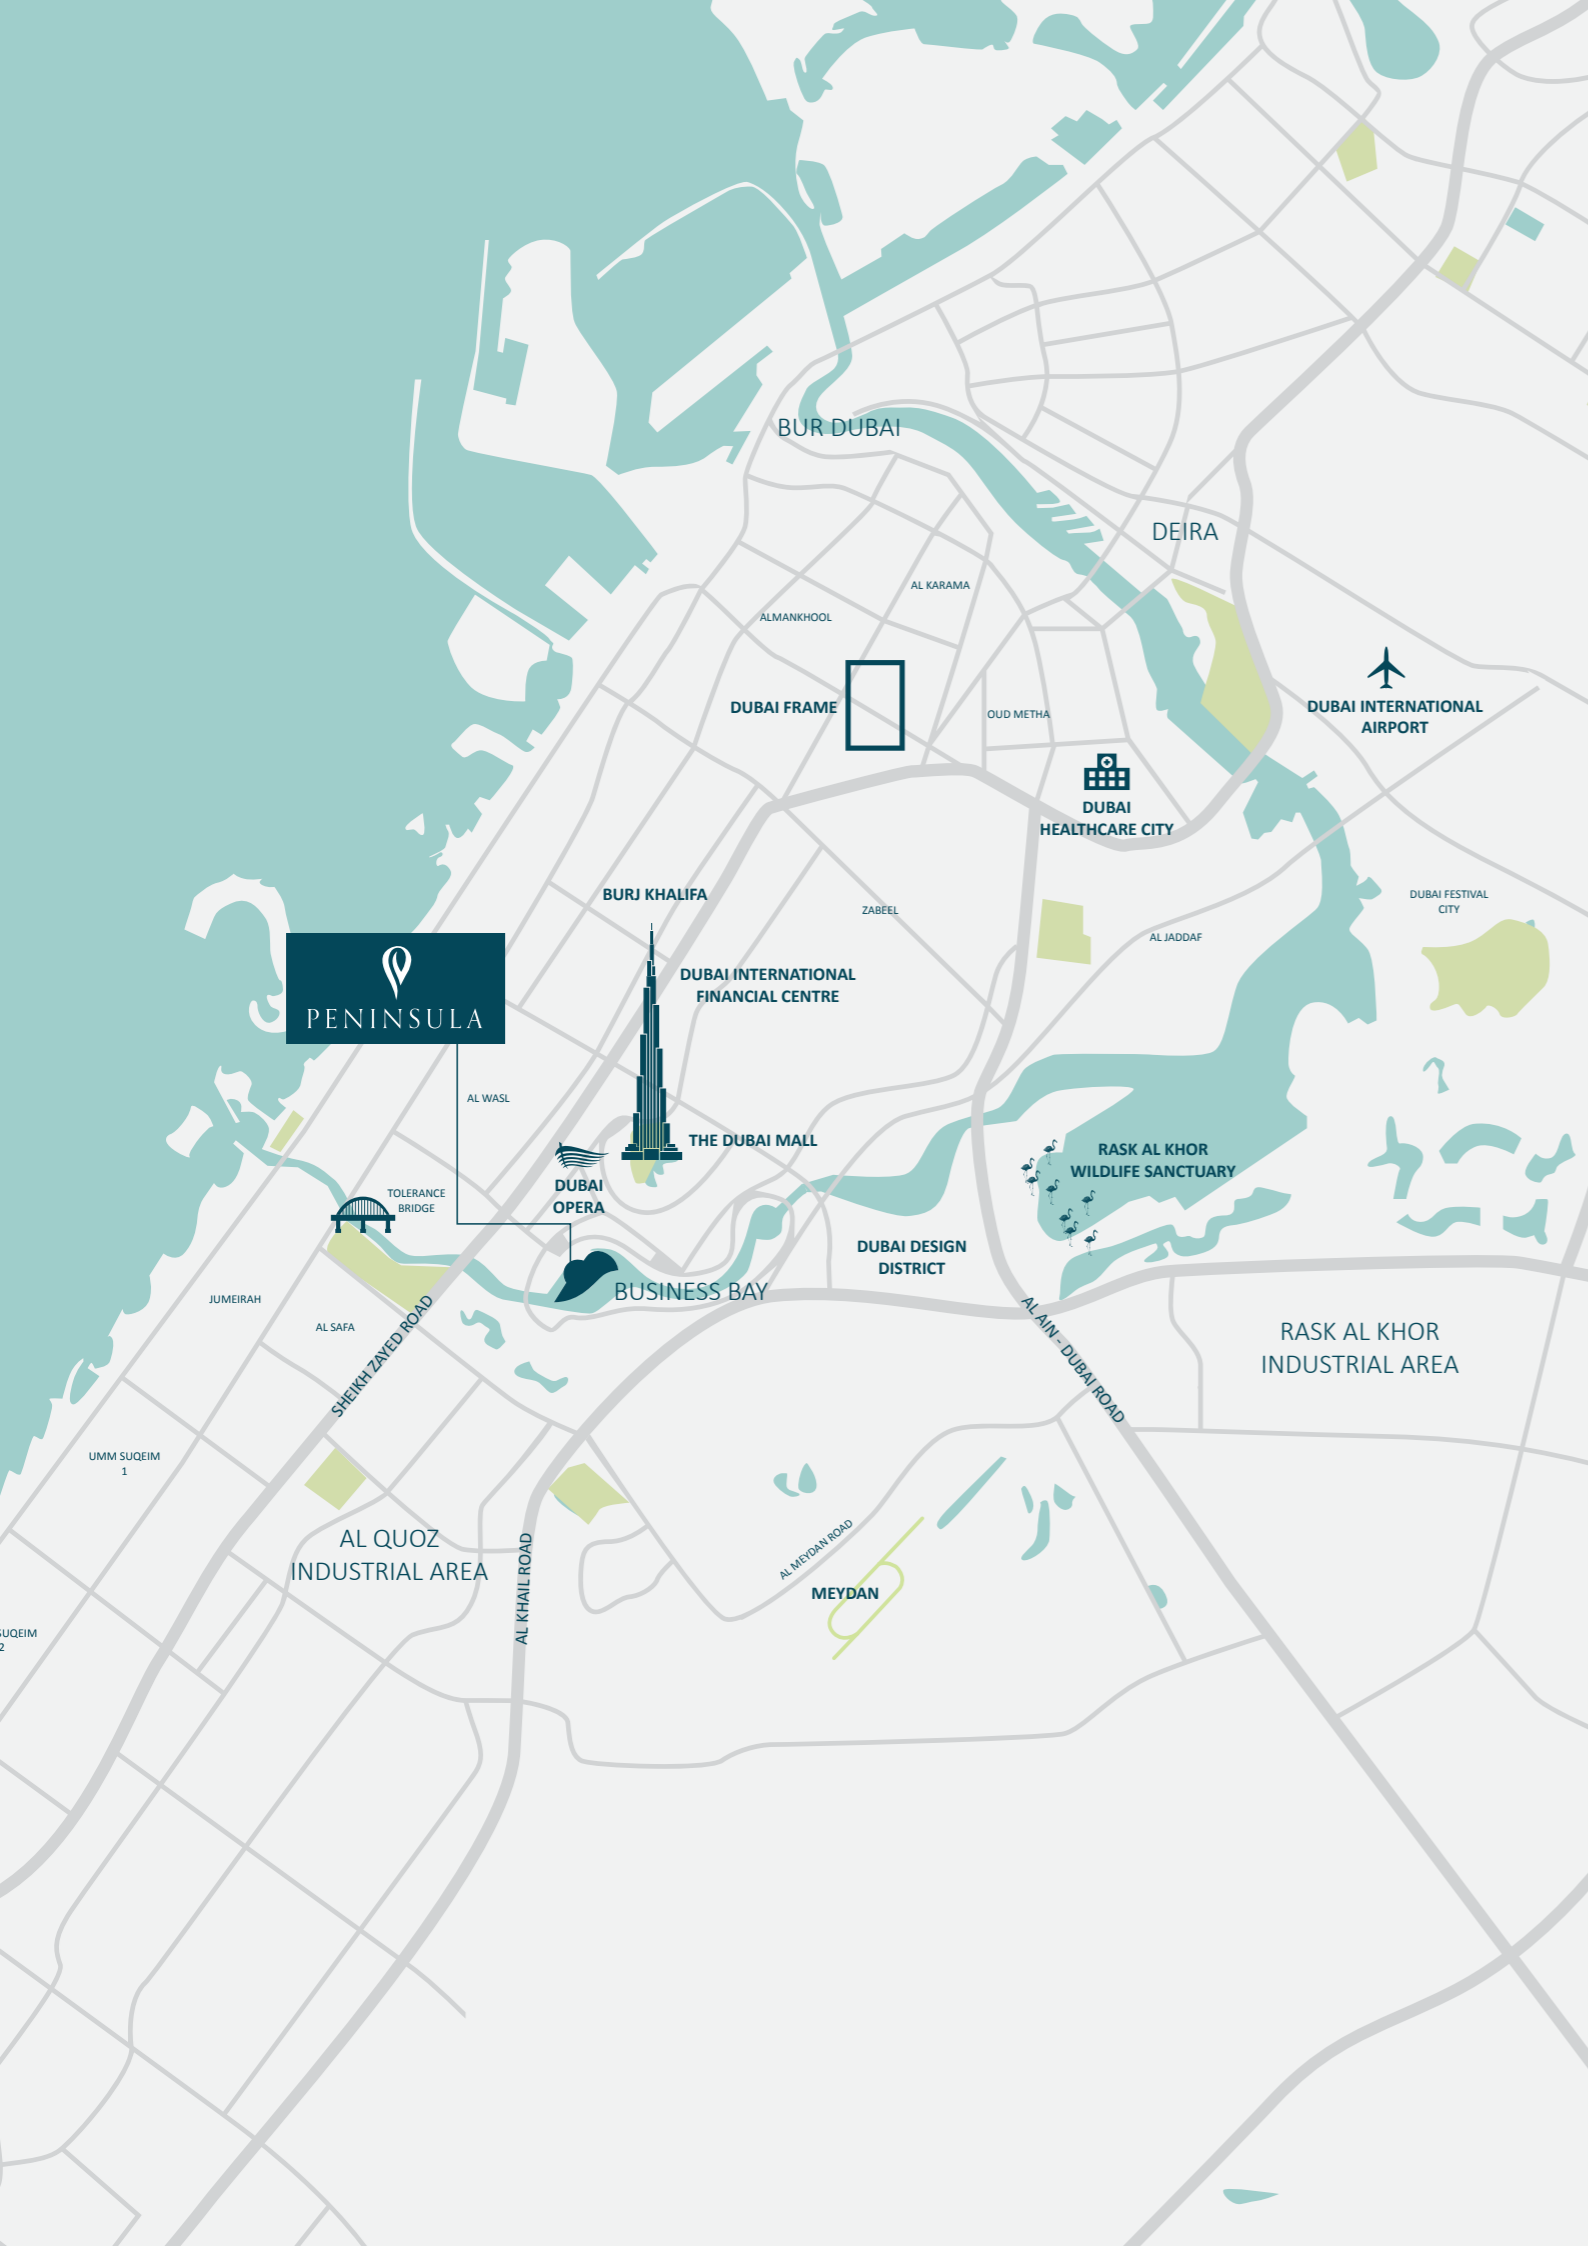 BUR DUBAI
DEIRA
AL KARAMA
ALMANKHOOL
DUBAI FRAME
OUD METHA
DUBAI INTERNATIONAL
AIRPORT
DUBAI
HEALTHCARE CITY
BURJ KHALIFA
ZABEEL
DUBAI FESTIVAL
CITY
AL JADDAF
PENINSULA
DUBAI INTERNATIONAL
FINANCIAL CENTRE
AL WASL
THE DUBAI MALL
RASK AL KHOR
WILDLIFE SANCTUARY
DUBAI
OPERA
TOLERANCE
BRIDGE
DUBAI DESIGN
DISTRICT
BUSINESS BAY
JUMEIRAH
AL SAFA
SHEIKH ZAYED ROAD
AL AIN - DUBAI ROAD
RASK AL KHOR
INDUSTRIAL AREA
UMM SUQEIM
1
AL QUOZ
INDUSTRIAL AREA
AL KHAIL ROAD
AL MEYDAN ROAD
MEYDAN
SUQEIM
2